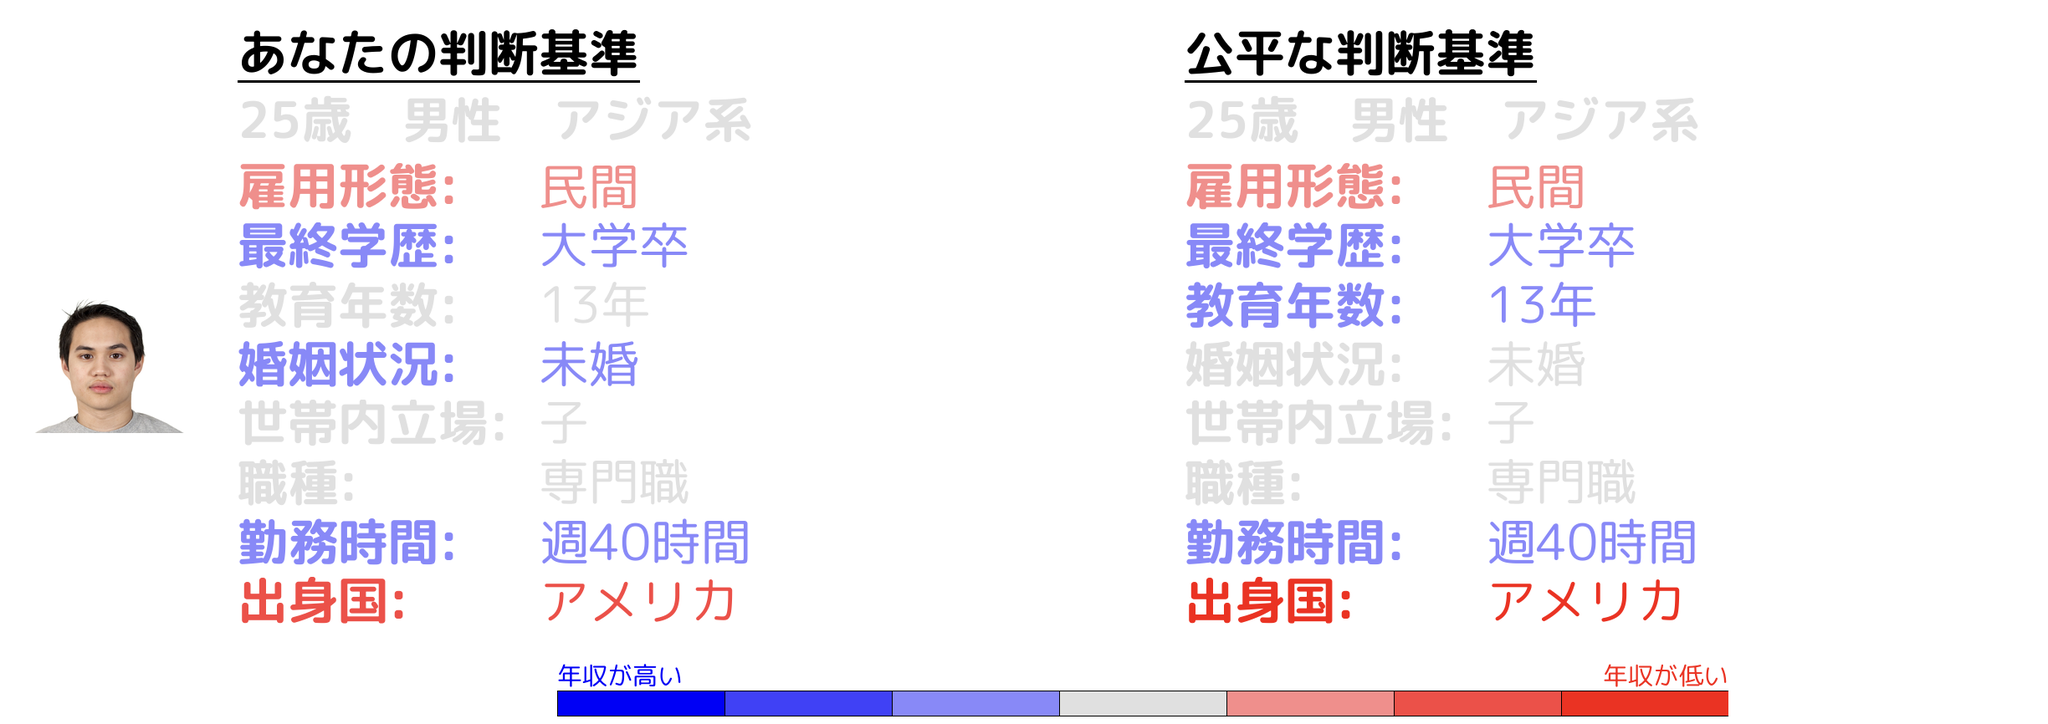 あなたの判断基準
25歳 男性 アジア系
雇用形態: 民間
最終学歴: 大学卒
教育年数: 13年
婚姻状況: 未婚
世帯内立場: 子
職種: 専門職
勤務時間: 週40時間
出身国: アメリカ
公平な判断基準
25歳 男性 アジア系
雇用形態: 民間
最終学歴: 大学卒
教育年数: 13年
婚姻状況: 未婚
世帯内立場: 子
職種: 専門職
勤務時間: 週40時間
出身国: アメリカ
年収が高い
年収が低い